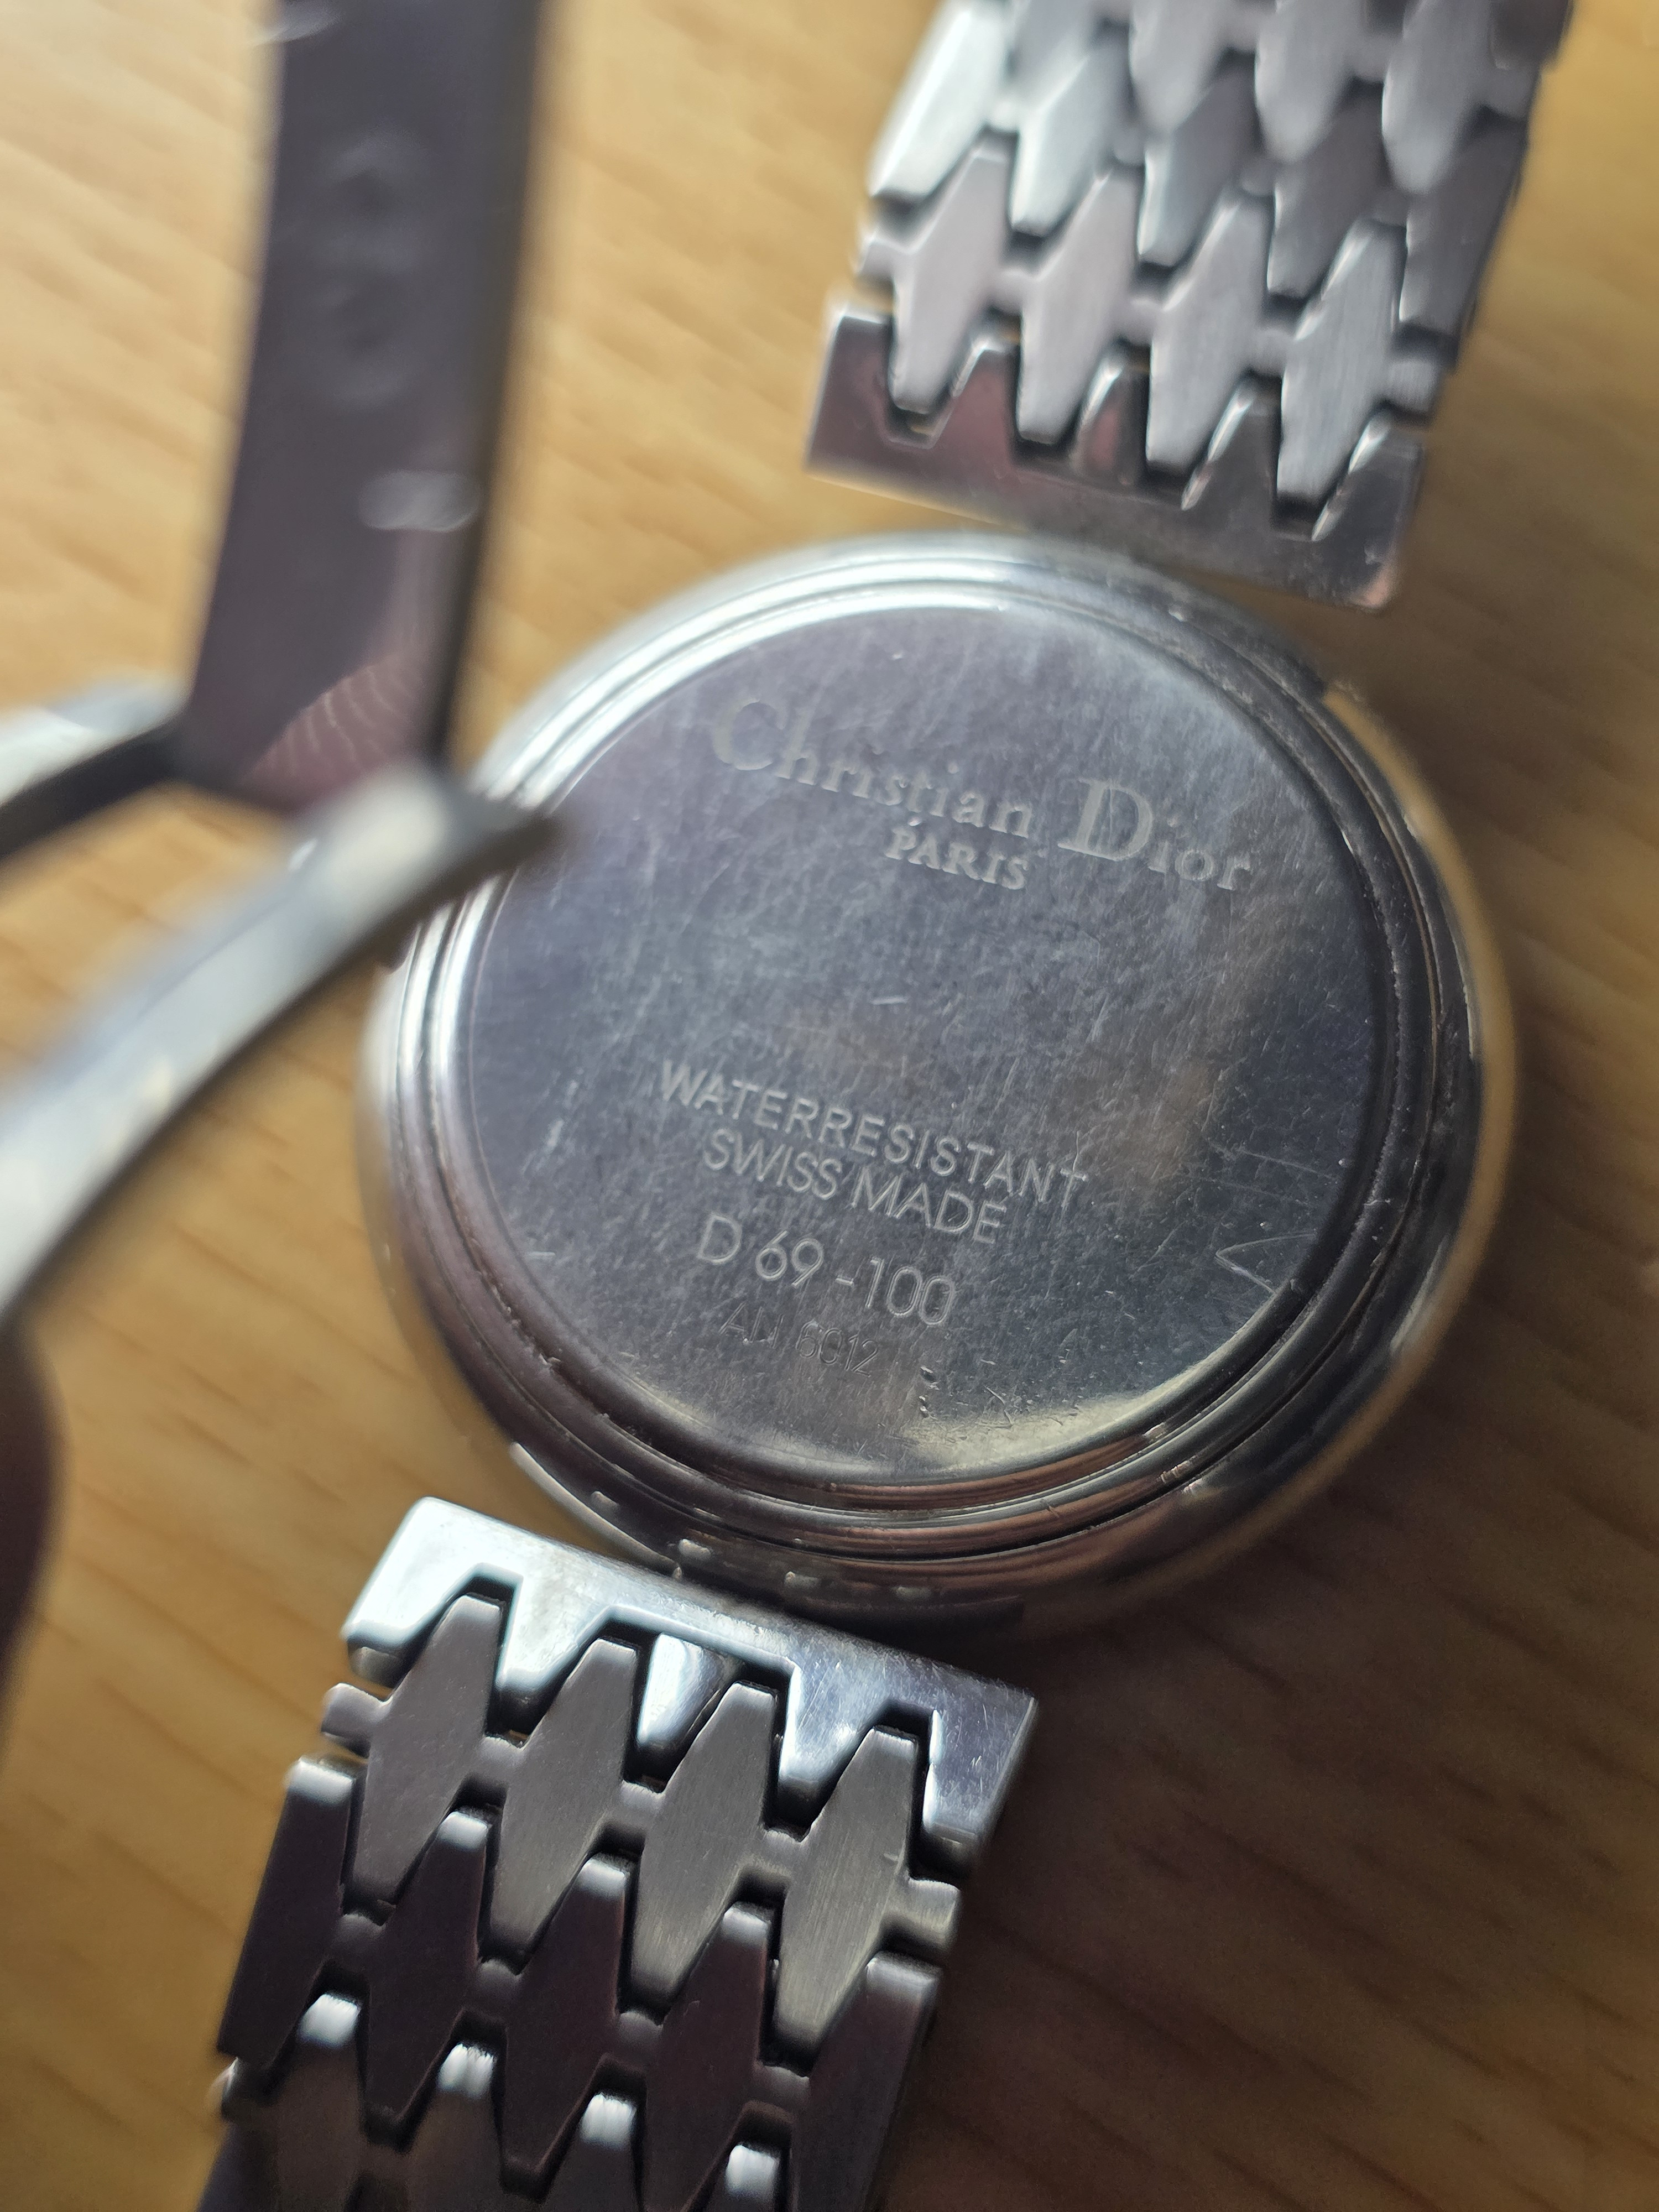 Christian Dior
PARIS
WATERRESISTANT
SWISS MADE
D 69-100